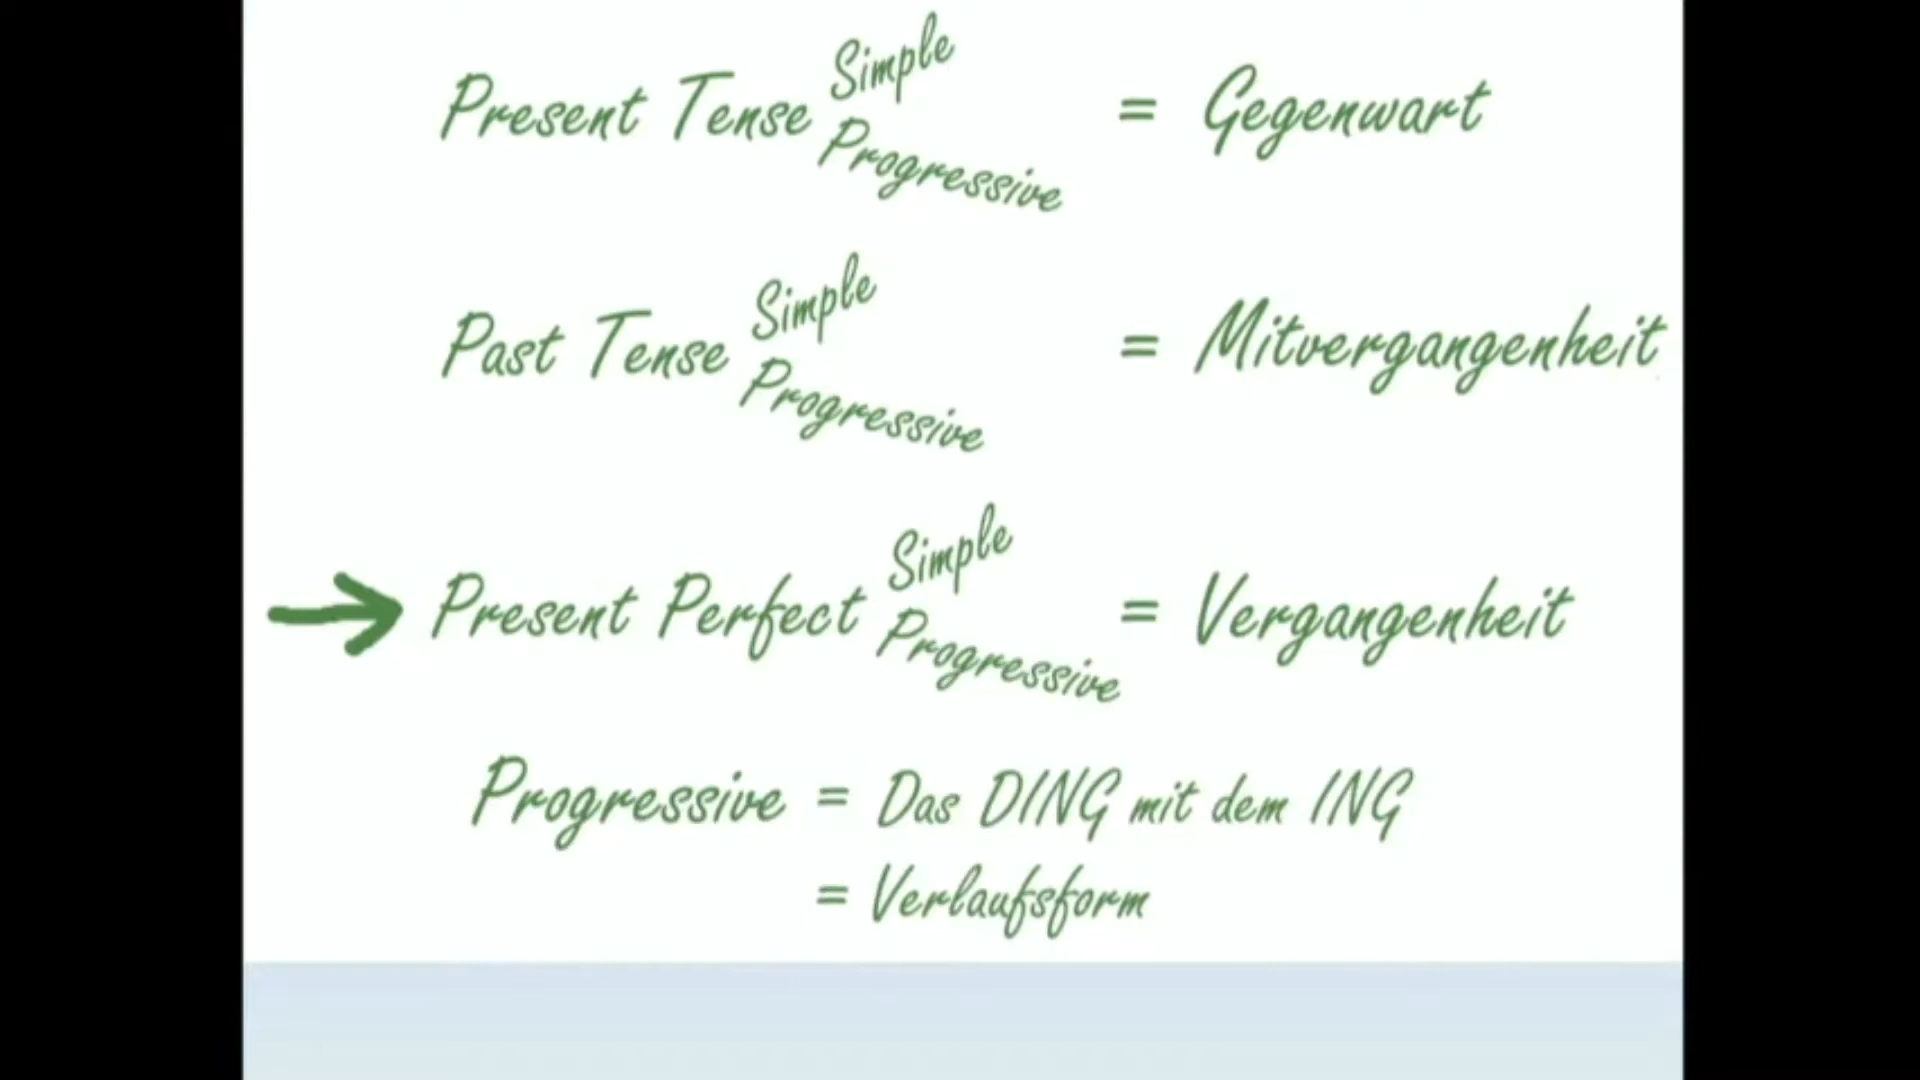 Present Tense Simple Progressive = Gegenwart
Past Tense Simple Progressive = Mitvergangenheit
Present Perfect Simple Progressive = Vergangenheit
Progressive = Das DING mit dem ING
= Verlaufsform